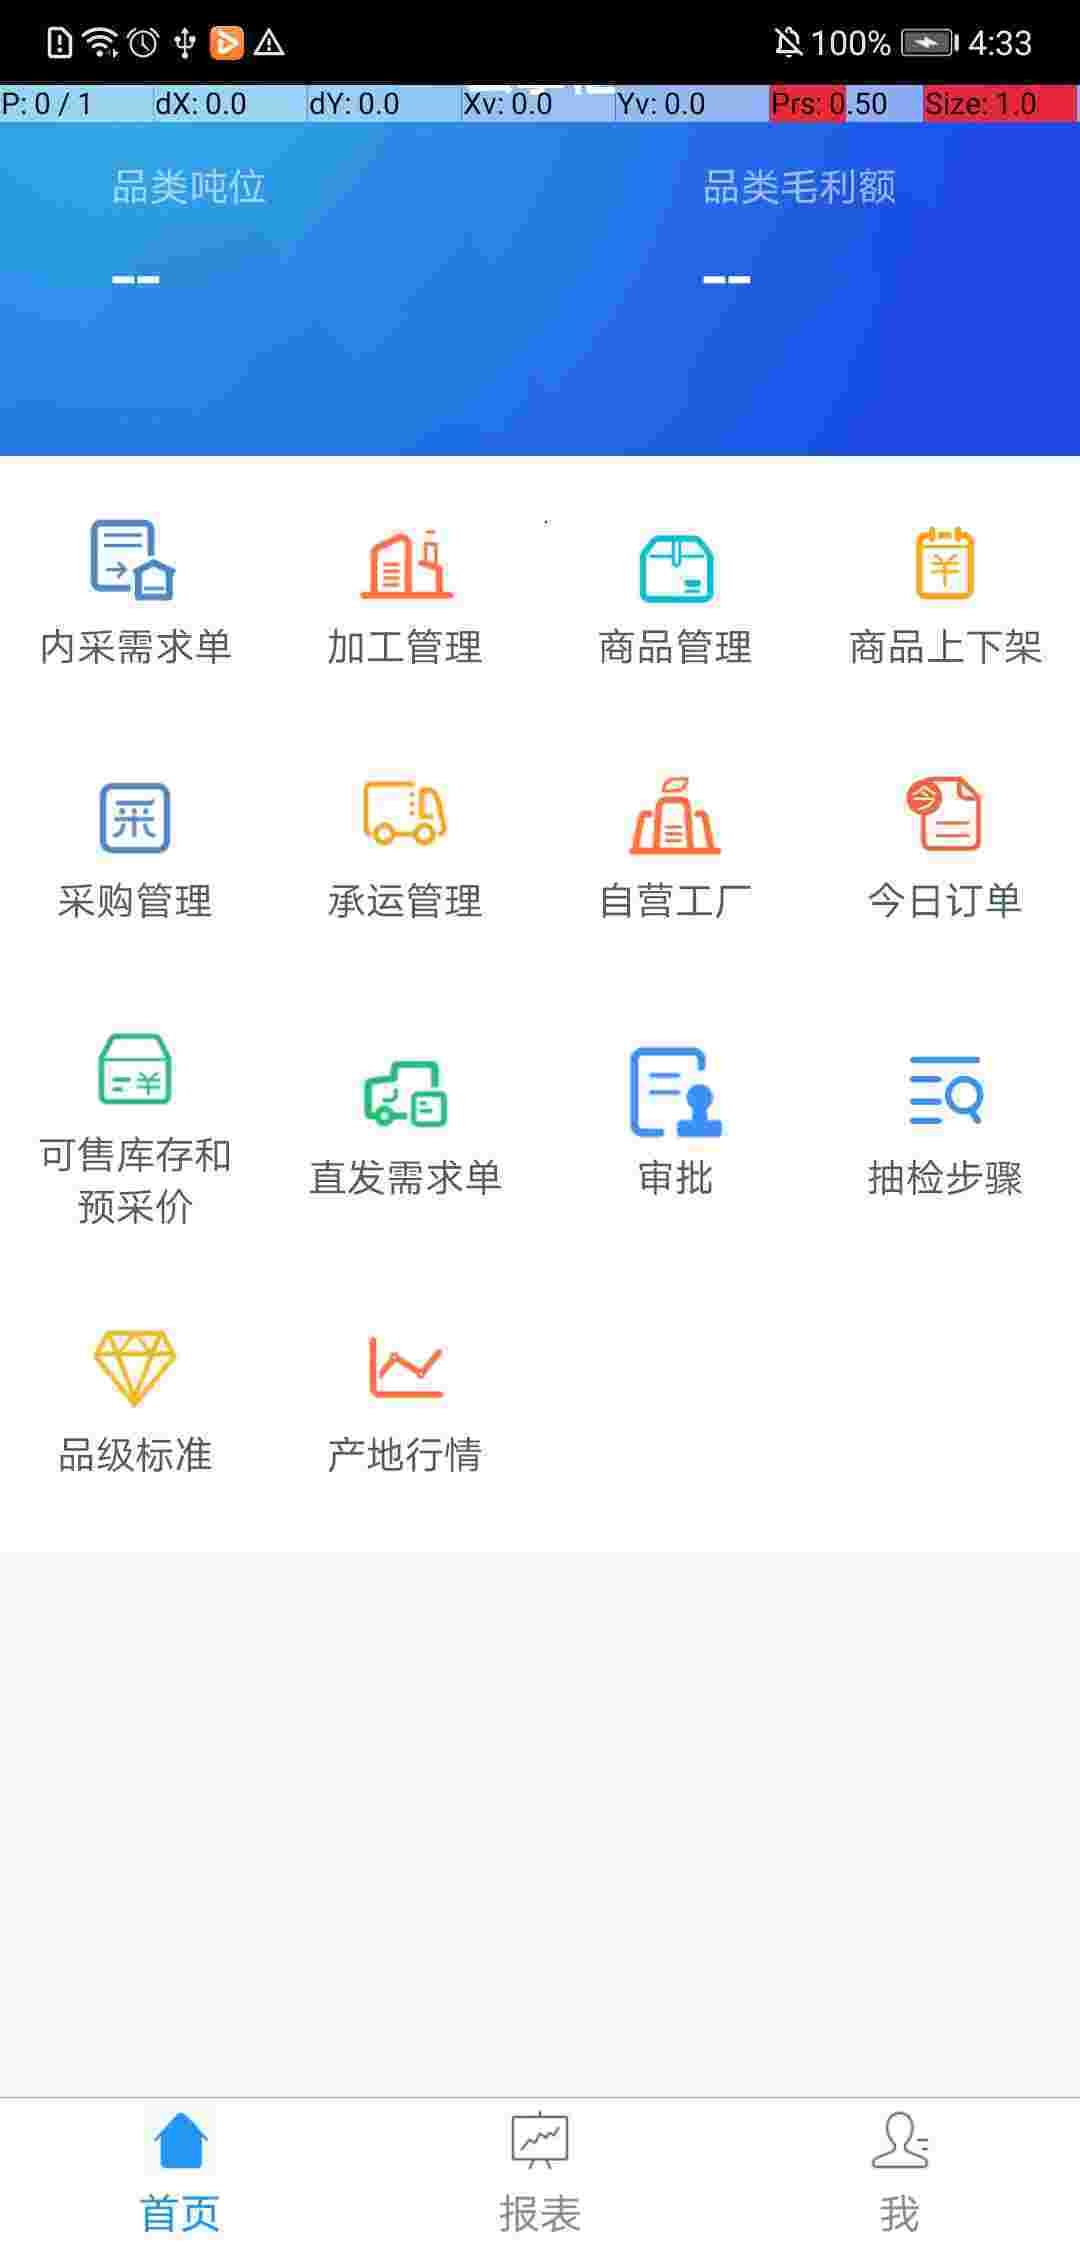 100% 4:33
P: 0 / 1 dX: 0.0 dY: 0.0 Xv: 0.0 Yv: 0.0 Prs: 0.50 Size: 1.0
品类吨位 品类毛利额
-- --
内采需求单 加工管理 商品管理 商品上下架
采购管理 承运管理 自营工厂 今日订单
可售库存和
预采价
直发需求单 审批 抽检步骤
品级标准 产地行情
首页 报表 我